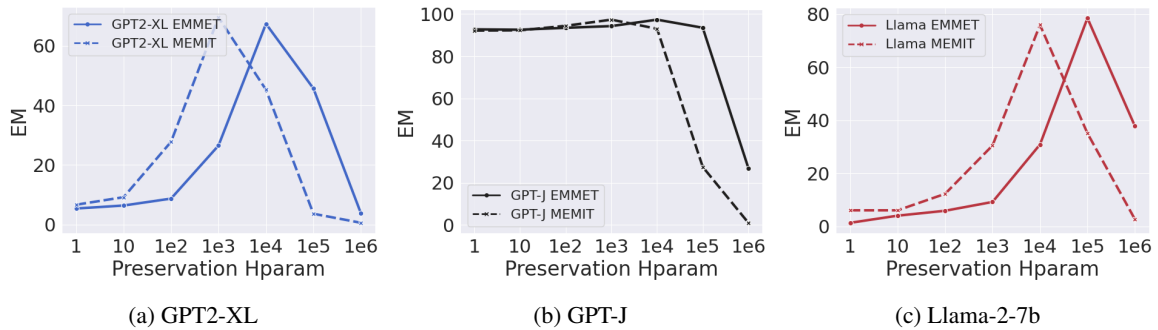 GPT2-XL EMMET
GPT2-XL MEMIT
60
40
20
0
EM
1 10 1e2 1e3 1e4 1e5 1e6
Preservation Hparam
(a) GPT2-XL
100
80
60
40
20
0
EM
GPT-J EMMET
GPT-J MEMIT
1 10 1e2 1e3 1e4 1e5 1e6
Preservation Hparam
(b) GPT-J
80
60
40
20
0
EM
Llama EMMET
Llama MEMIT
1 10 1e2 1e3 1e4 1e5 1e6
Preservation Hparam
(c) Llama-2-7b